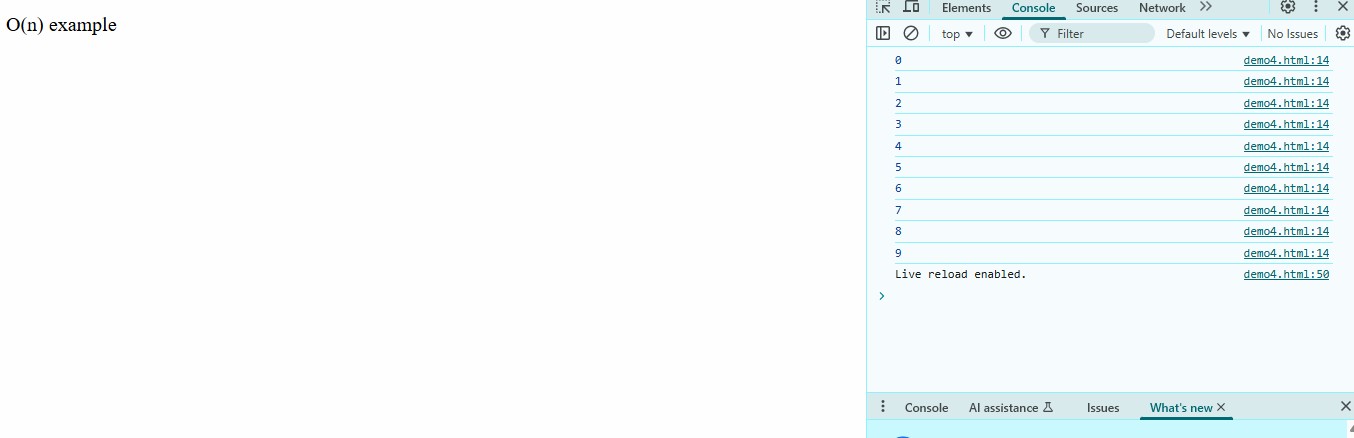 O(n) example
Elements Console Sources Network
top Filter Default levels No Issues
0 demo4.html:14
1 demo4.html:14
2 demo4.html:14
3 demo4.html:14
4 demo4.html:14
5 demo4.html:14
6 demo4.html:14
7 demo4.html:14
8 demo4.html:14
9 demo4.html:14
Live reload enabled. demo4.html:50
Console AI assistance Issues What's new